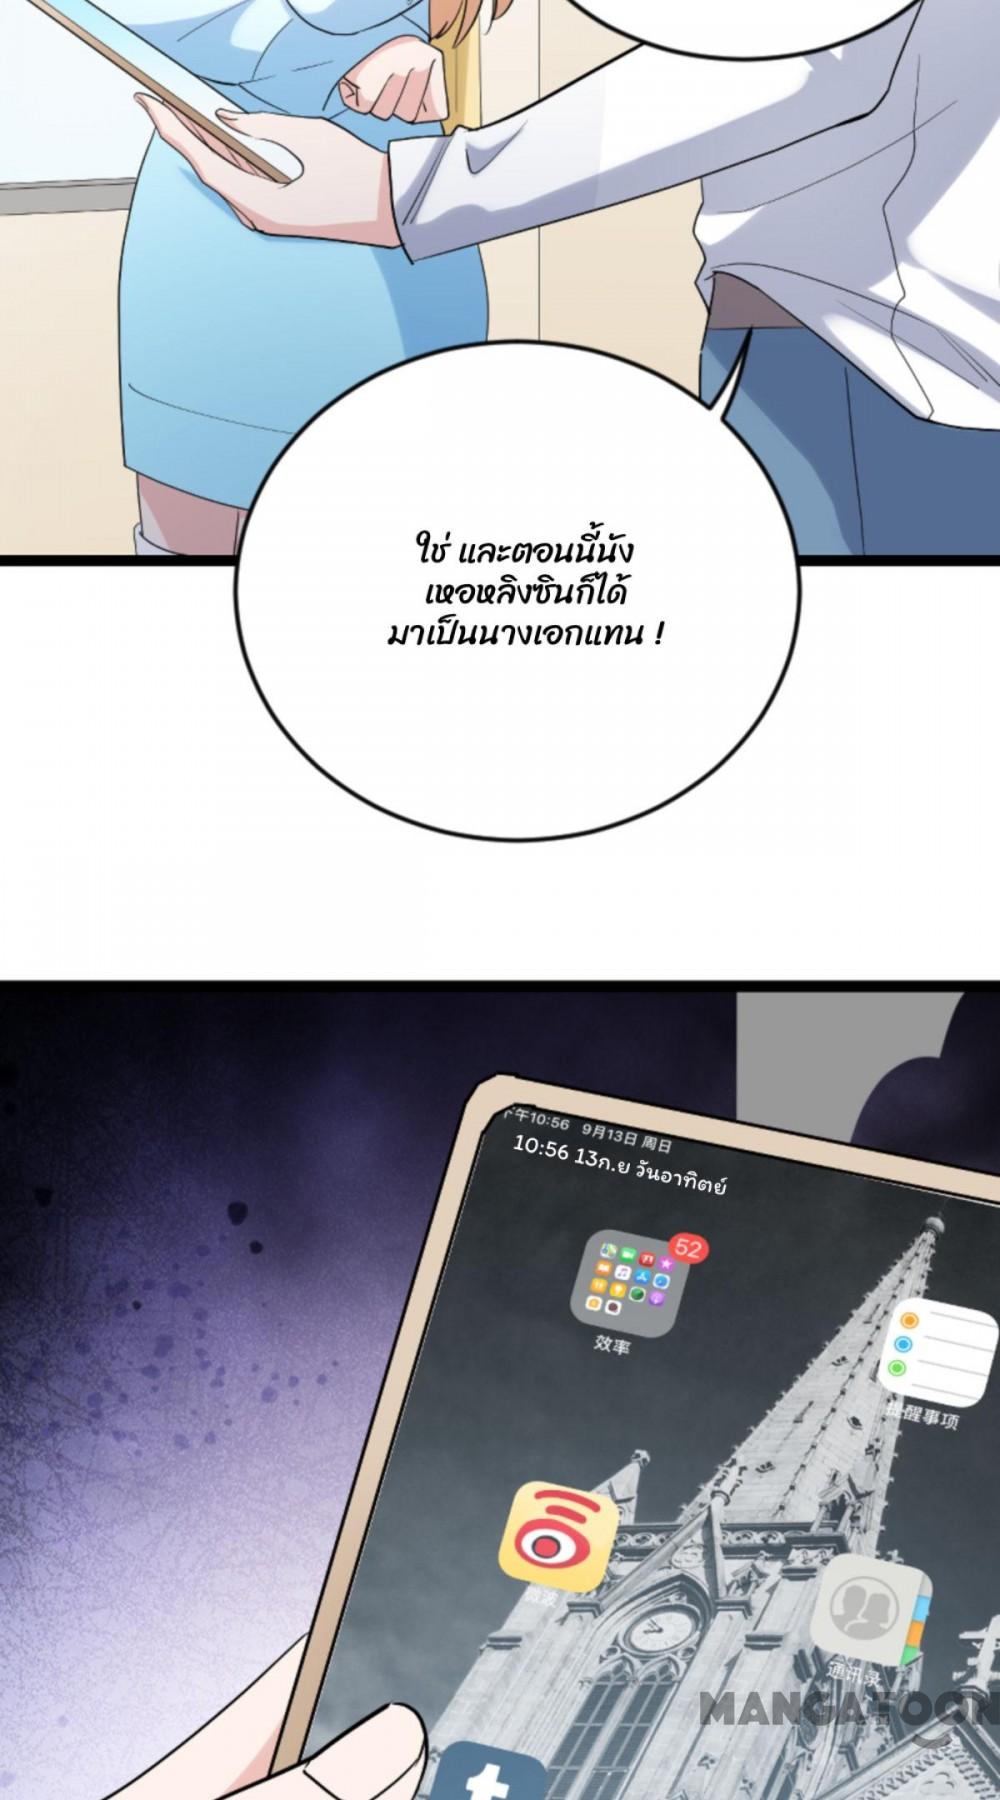 ใช่ และตอนนี้นัง
เหอหลิงซินก็ได้
มาเป็นนางเอกแทน !
下午10:56 9月13日 周日
10:56 13ก.ย วันอาทิตย์
52
效率
提醒事项
微波
通讯录
MANGATOON
t